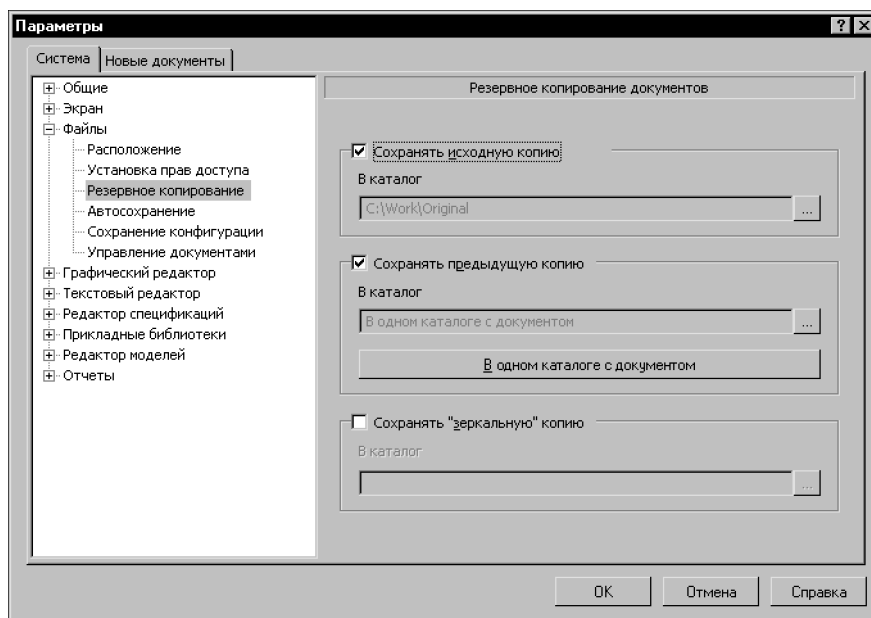 Параметры
Система
Новые документы
Общие
Экран
Файлы
Расположение
Установка прав доступа
Резервное копирование
Автосохранение
Сохранение конфигурации
Управление документами
Графический редактор
Текстовый редактор
Редактор спецификаций
Прикладные библиотеки
Редактор моделей
Отчеты
Резервное копирование документов
Сохранять исходную копию
В каталог
C:\Work\Original
...
Сохранять предыдущую копию
В каталог
В одном каталоге с документом
...
В одном каталоге с документом
Сохранять "зеркальную" копию
В каталог
...
OK
Отмена
Справка